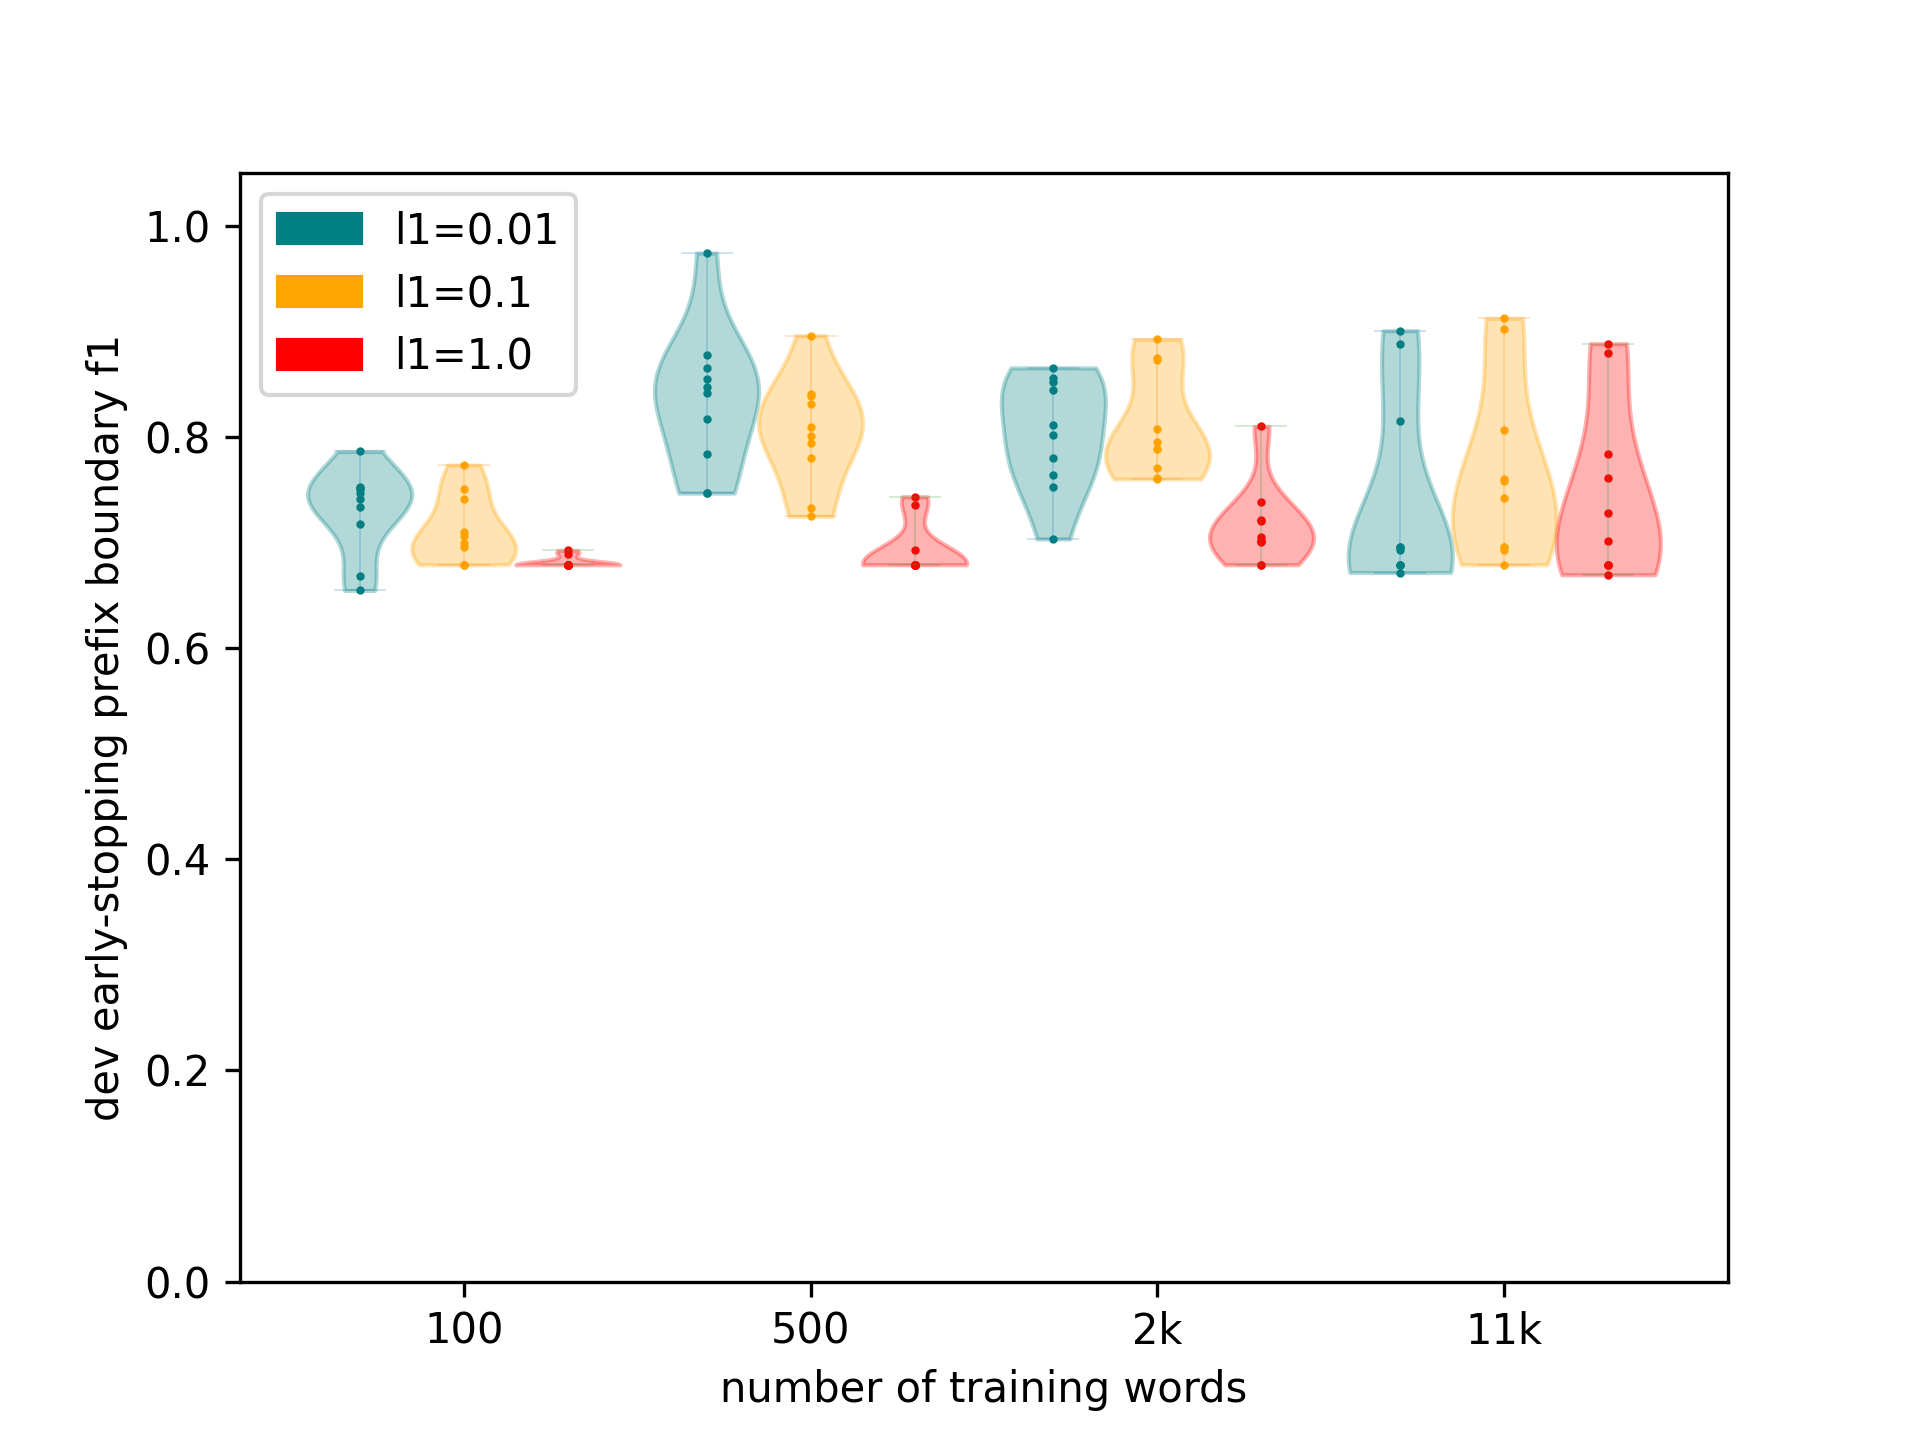 l1=0.01
l1=0.1
l1=1.0
dev early-stopping prefix boundary f1
1.0
0.8
0.6
0.4
0.2
0.0
100 500 2k 11k
number of training words